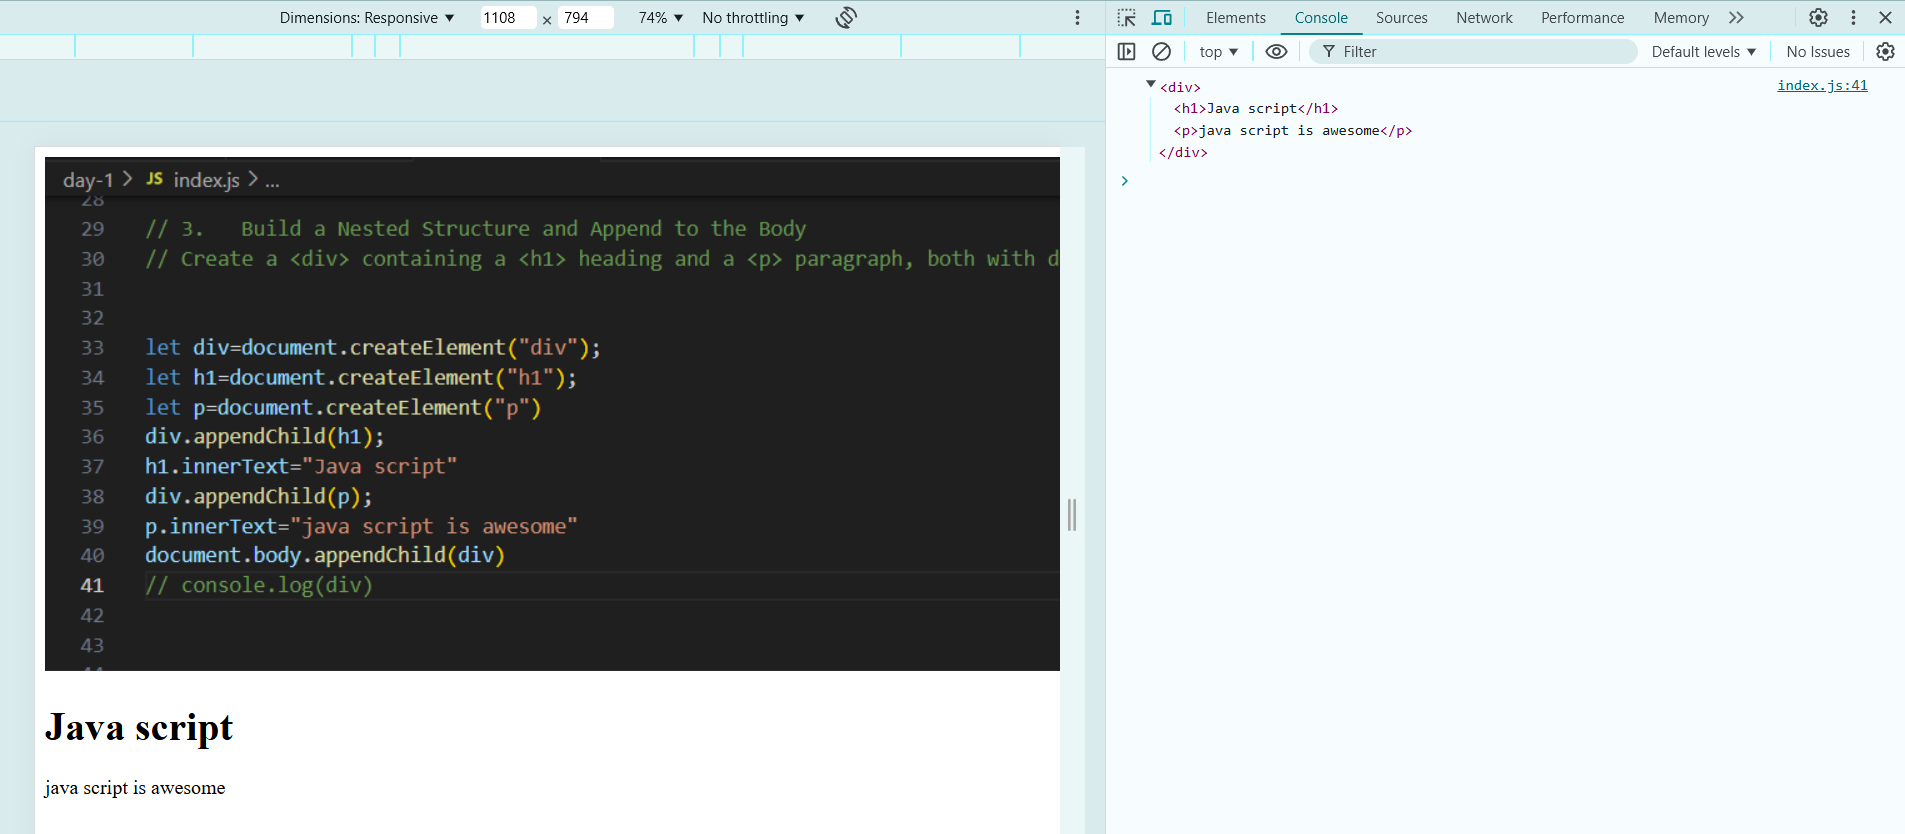 Dimensions: Responsive ▼ 1108 × 794 74% ▼ No throttling ▼
Elements Console Sources Network Performance Memory
top ▼ Filter Default levels ▼ No Issues
▼<div> index.js:41
<h1>Java script</h1>
<p>java script is awesome</p>
</div>
day-1 > JS index.js > ...
28
29 // 3. Build a Nested Structure and Append to the Body
30 // Create a <div> containing a <h1> heading and a <p> paragraph, both with d
31
32
33 let div=document.createElement("div");
34 let h1=document.createElement("h1");
35 let p=document.createElement("p")
36 div.appendChild(h1);
37 h1.innerText="Java script"
38 div.appendChild(p);
39 p.innerText="java script is awesome"
40 document.body.appendChild(div)
41 // console.log(div)
42
43
Java script
java script is awesome